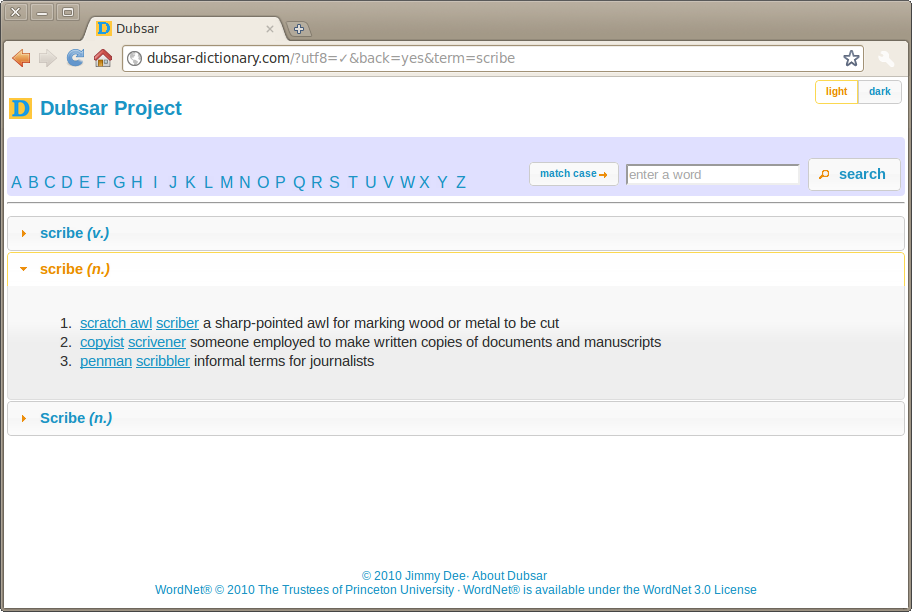 Dubsar
dubsar-dictionary.com/?utf8=✓&back=yes&term=scribe
light dark
D Dubsar Project
A B C D E F G H I J K L M N O P Q R S T U V W X Y Z
match case enter a word search
scribe (v.)
scribe (n.)
1. scratch awl scriber a sharp-pointed awl for marking wood or metal to be cut
2. copyist scrivener someone employed to make written copies of documents and manuscripts
3. penman scribbler informal terms for journalists
Scribe (n.)
© 2010 Jimmy Dee· About Dubsar
WordNet® © 2010 The Trustees of Princeton University · WordNet® is available under the WordNet 3.0 License